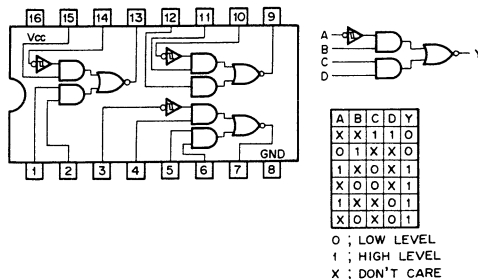 16 15 14 13 12 11 10 9
Vcc
GND
1 2 3 4 5 6 7 8
A
B
C
D
Y
A B C D Y
X X 1 1 0
0 1 X X 0
1 X 0 X 1
X 0 0 X 1
1 X X 0 1
X 0 X 0 1
0 ; LOW LEVEL
1 ; HIGH LEVEL
X ; DON'T CARE